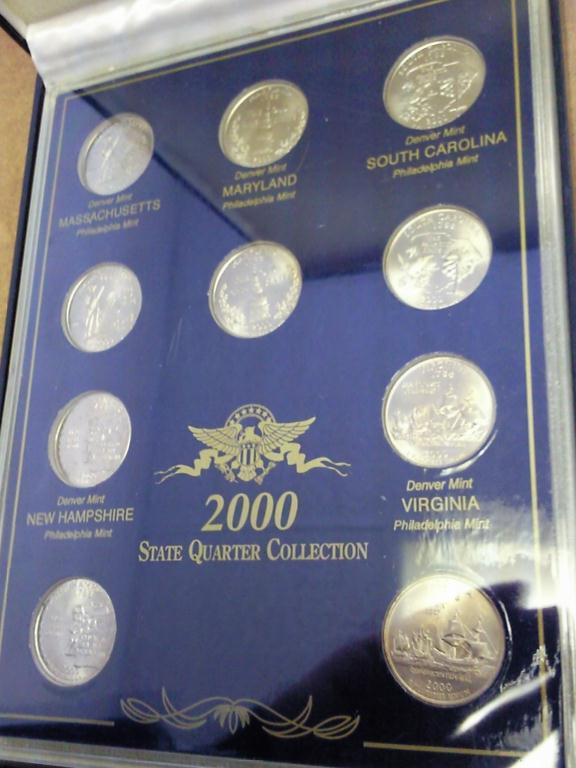 Denver Mint
MASSACHUSETTS
Philadelphia Mint
Denver Mint
MARYLAND
Philadelphia Mint
Denver Mint
SOUTH CAROLINA
Philadelphia Mint
Denver Mint
NEW HAMPSHIRE
Philadelphia Mint
2000
STATE QUARTER COLLECTION
Denver Mint
VIRGINIA
Philadelphia Mint
2000